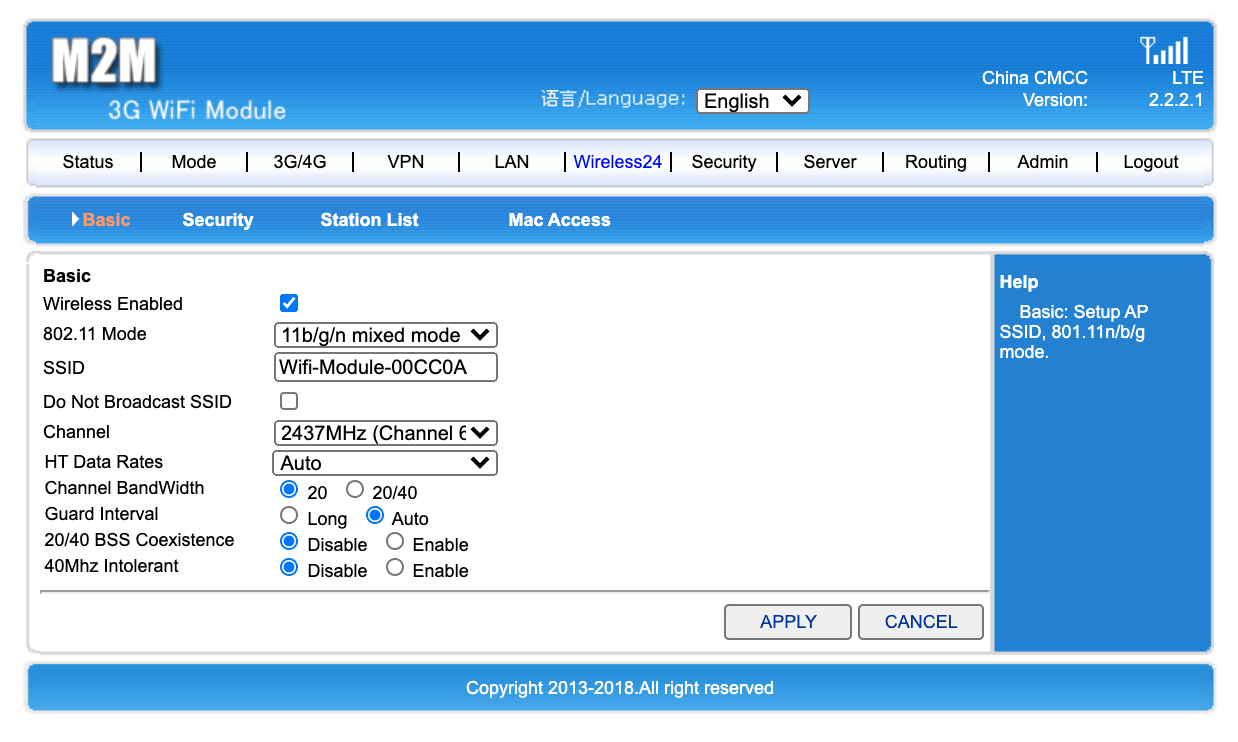 M2M
3G WiFi Module
语言/Language: English
China CMCC LTE
Version: 2.2.2.1
Status Mode 3G/4G VPN LAN Wireless24 Security Server Routing Admin Logout
Basic Security Station List Mac Access
Basic
Wireless Enabled
802.11 Mode 11b/g/n mixed mode
SSID Wifi-Module-00CC0A
Do Not Broadcast SSID
Channel 2437MHz (Channel 6
HT Data Rates Auto
Channel BandWidth 20 20/40
Guard Interval Long Auto
20/40 BSS Coexistence Disable Enable
40Mhz Intolerant Disable Enable
APPLY CANCEL
Help
Basic: Setup AP
SSID, 801.11n/b/g
mode.
Copyright 2013-2018.All right reserved